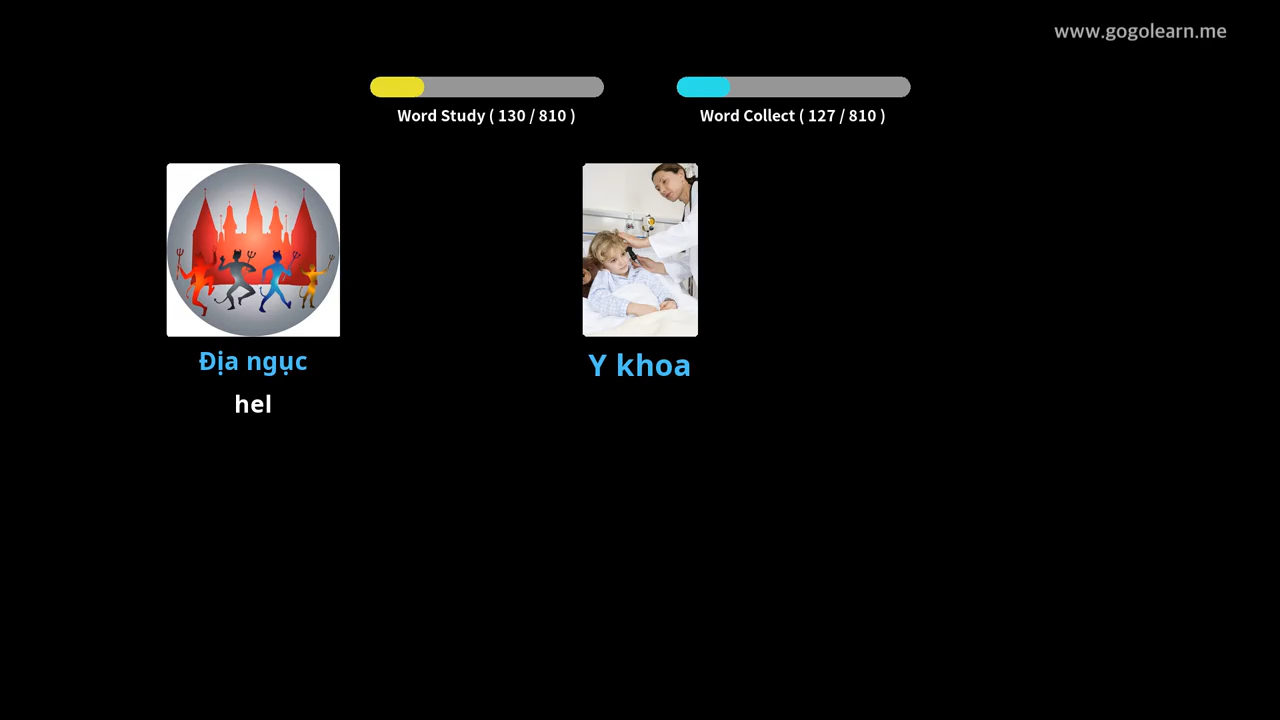 www.gogolearn.me
Word Study ( 130 / 810 )
Word Collect ( 127 / 810 )
Địa ngục
hel
Y khoa